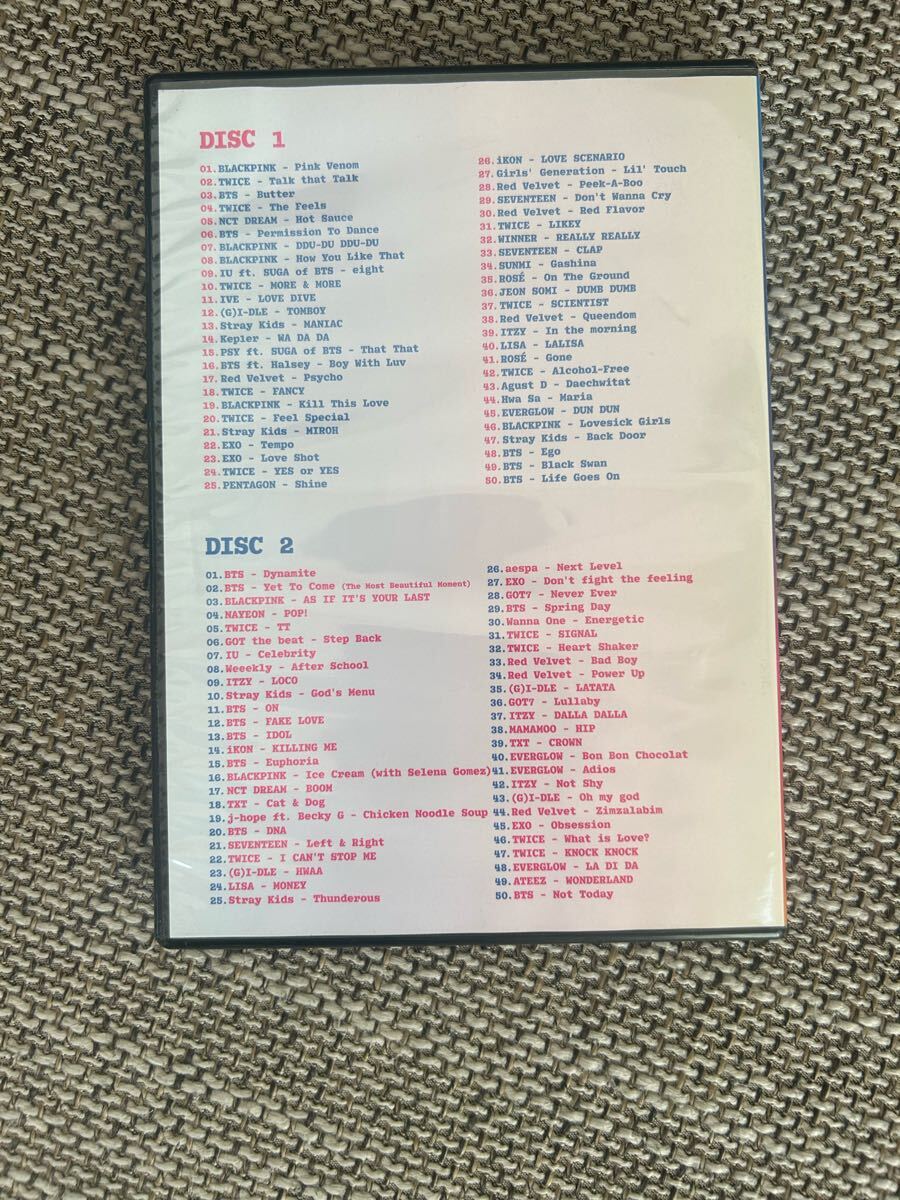 DISC 1
01.BLACKPINK - Pink Venom
02.TWICE - Talk that Talk
03.BTS - Butter
04.TWICE - The Feels
05.NCT DREAM - Hot Sauce
06.BTS - Permission To Dance
07.BLACKPINK - DDU-DU DDU-DU
08.BLACKPINK - How You Like That
09.IU ft. SUGA of BTS - eight
10.TWICE - MORE & MORE
11.IVE - LOVE DIVE
12.(G)I-DLE - TOMBOY
13.Stray Kids - MANIAC
14.Kepler - WA DA DA
15.PSY ft. SUGA of BTS - That That
16.BTS ft. Halsey - Boy With Luv
17.Red Velvet - Psycho
18.TWICE - FANCY
19.BLACKPINK - Kill This Love
20.TWICE - Feel Special
21.Stray Kids - MIROH
22.EXO - Tempo
23.EXO - Love Shot
24.TWICE - YES or YES
25.PENTAGON - Shine
26.iKON - LOVE SCENARIO
27.Girls' Generation - Lil' Touch
28.Red Velvet - Peek-A-Boo
29.SEVENTEEN - Don't Wanna Cry
30.Red Velvet - Red Flavor
31.TWICE - LIKEY
32.WINNER - REALLY REALLY
33.SEVENTEEN - CLAP
34.SUNMI - Gashina
35.ROSÉ - On The Ground
36.JEON SOMI - DUMB DUMB
37.TWICE - SCIENTIST
38.Red Velvet - Queendom
39.ITZY - In the morning
40.LISA - LALISA
41.ROSÉ - Gone
42.TWICE - Alcohol-Free
43.Agust D - Daechwitat
44.Hwa Sa - Maria
45.EVERGLOW - DUN DUN
46.BLACKPINK - Lovesick Girls
47.Stray Kids - Back Door
48.BTS - Ego
49.BTS - Black Swan
50.BTS - Life Goes On
DISC 2
01.BTS - Dynamite
02.BTS - Yet To Come (The Most Beautiful Moment)
03.BLACKPINK - AS IF IT'S YOUR LAST
04.NAYEON - POP!
05.TWICE - TT
06.GOT the beat - Step Back
07.IU - Celebrity
08.Weeekly - After School
09.ITZY - LOCO
10.Stray Kids - God's Menu
11.BTS - ON
12.BTS - FAKE LOVE
13.BTS - IDOL
14.iKON - KILLING ME
15.BTS - Euphoria
16.BLACKPINK - Ice Cream (with Selena Gomez)
17.NCT DREAM - BOOM
18.TXT - Cat & Dog
19.j-hope ft. Becky G - Chicken Noodle Soup
20.BTS - DNA
21.SEVENTEEN - Left & Right
22.TWICE - I CAN'T STOP ME
23.(G)I-DLE - HWAA
24.LISA - MONEY
25.Stray Kids - Thunderous
26.aespa - Next Level
27.EXO - Don't fight the feeling
28.GOT7 - Never Ever
29.BTS - Spring Day
30.Wanna One - Energetic
31.TWICE - SIGNAL
32.TWICE - Heart Shaker
33.Red Velvet - Bad Boy
34.Red Velvet - Power Up
35.(G)I-DLE - LATATA
36.GOT7 - Lullaby
37.ITZY - DALLA DALLA
38.MAMAMOO - HIP
39.TXT - CROWN
40.EVERGLOW - Bon Bon Chocolat
41.EVERGLOW - Adios
42.ITZY - Not Shy
43.(G)I-DLE - Oh my god
44.Red Velvet - Zimzalabim
45.EXO - Obsession
46.TWICE - What is Love?
47.TWICE - KNOCK KNOCK
48.EVERGLOW - LA DI DA
49.ATEEZ - WONDERLAND
50.BTS - Not Today